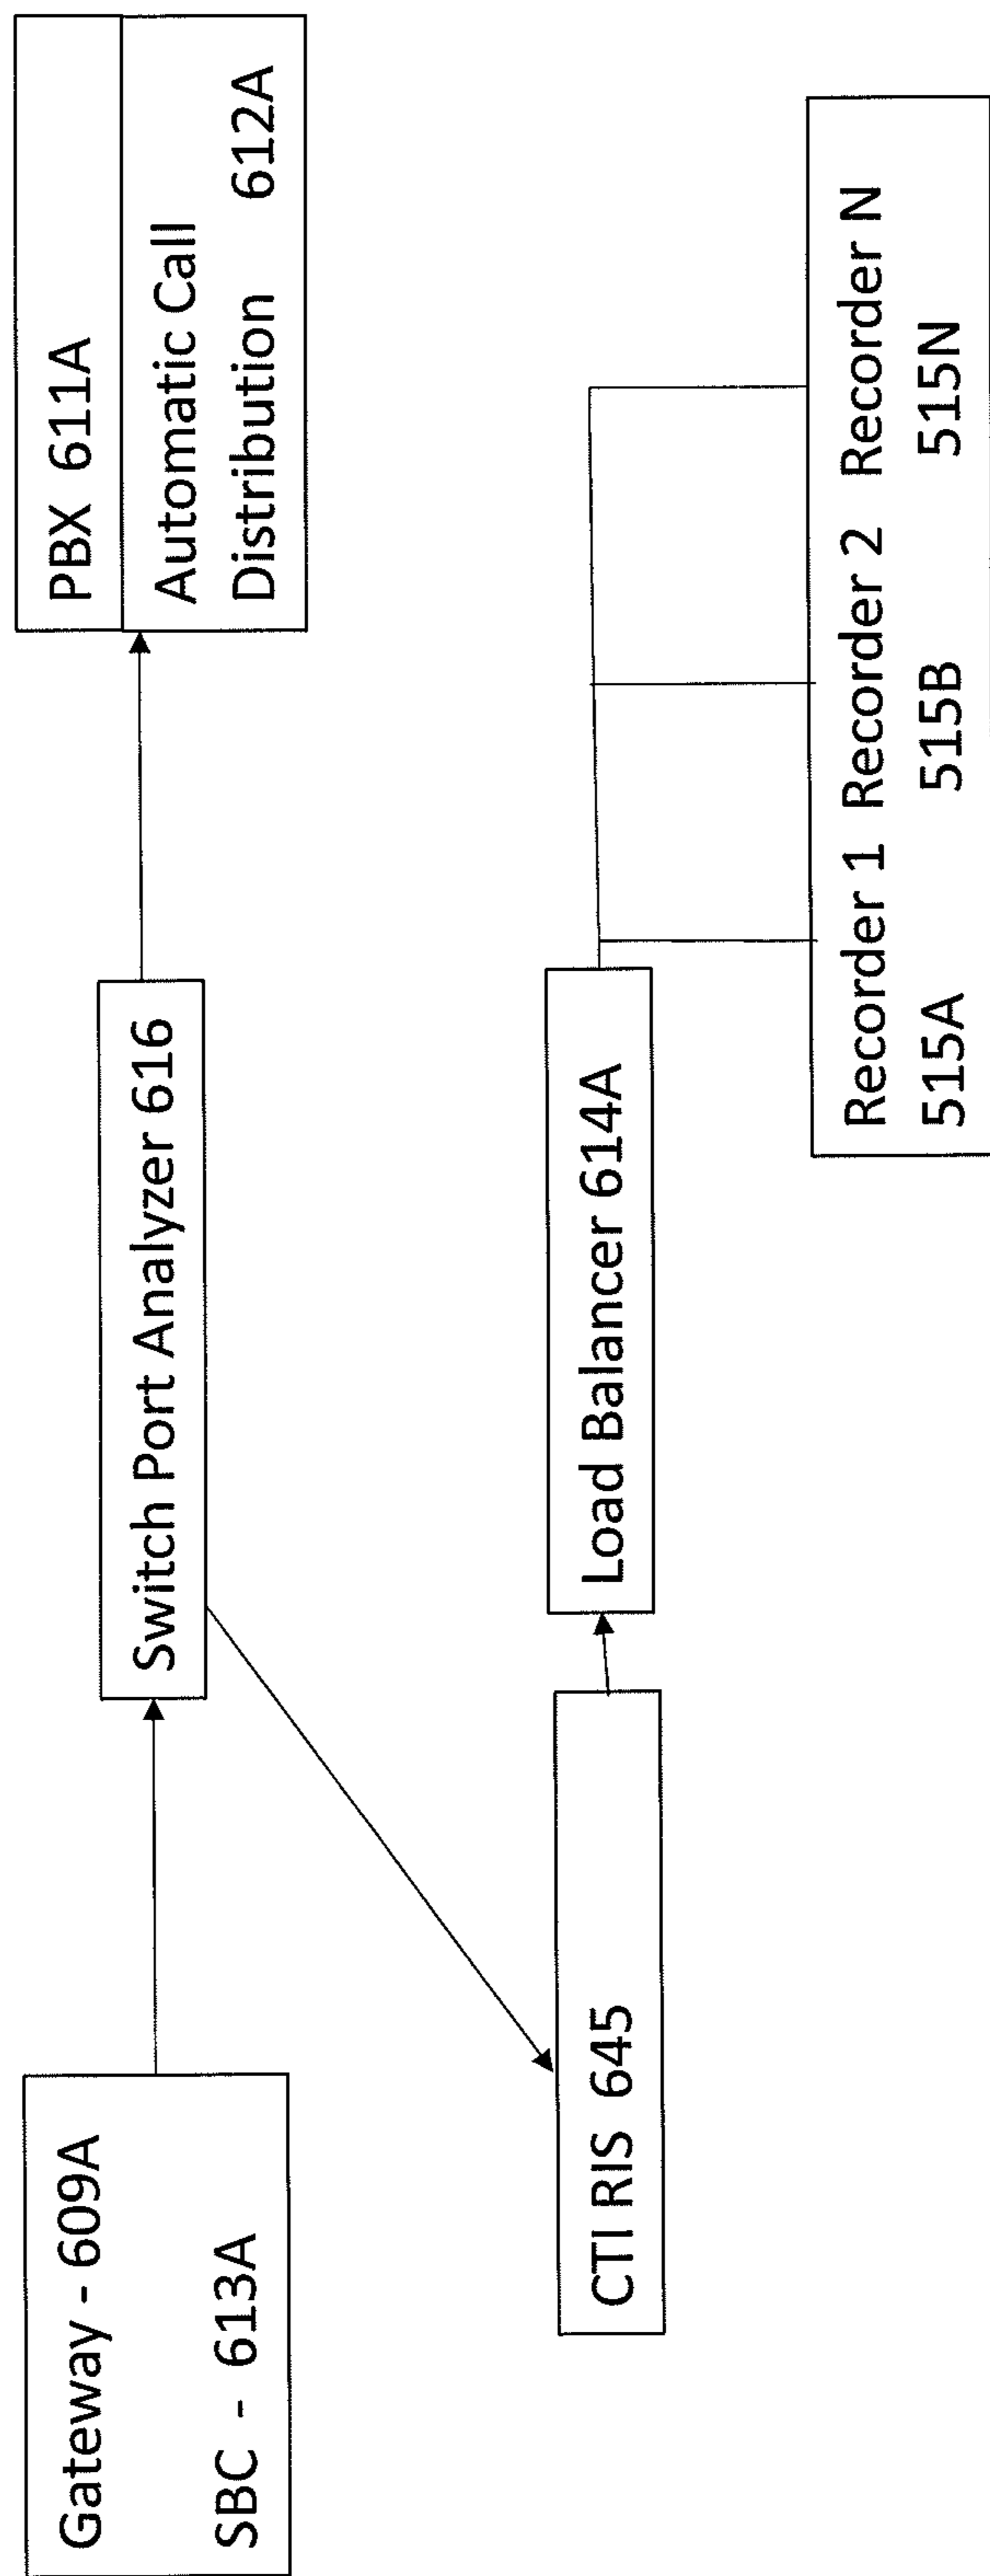 Gateway - 609A
SBC - 613A
Switch Port Analyzer 616
PBX 611A
Automatic Call
Distribution 612A
CTI RIS 645
Load Balancer 614A
Recorder 1 Recorder 2 Recorder N
515A 515B 515N